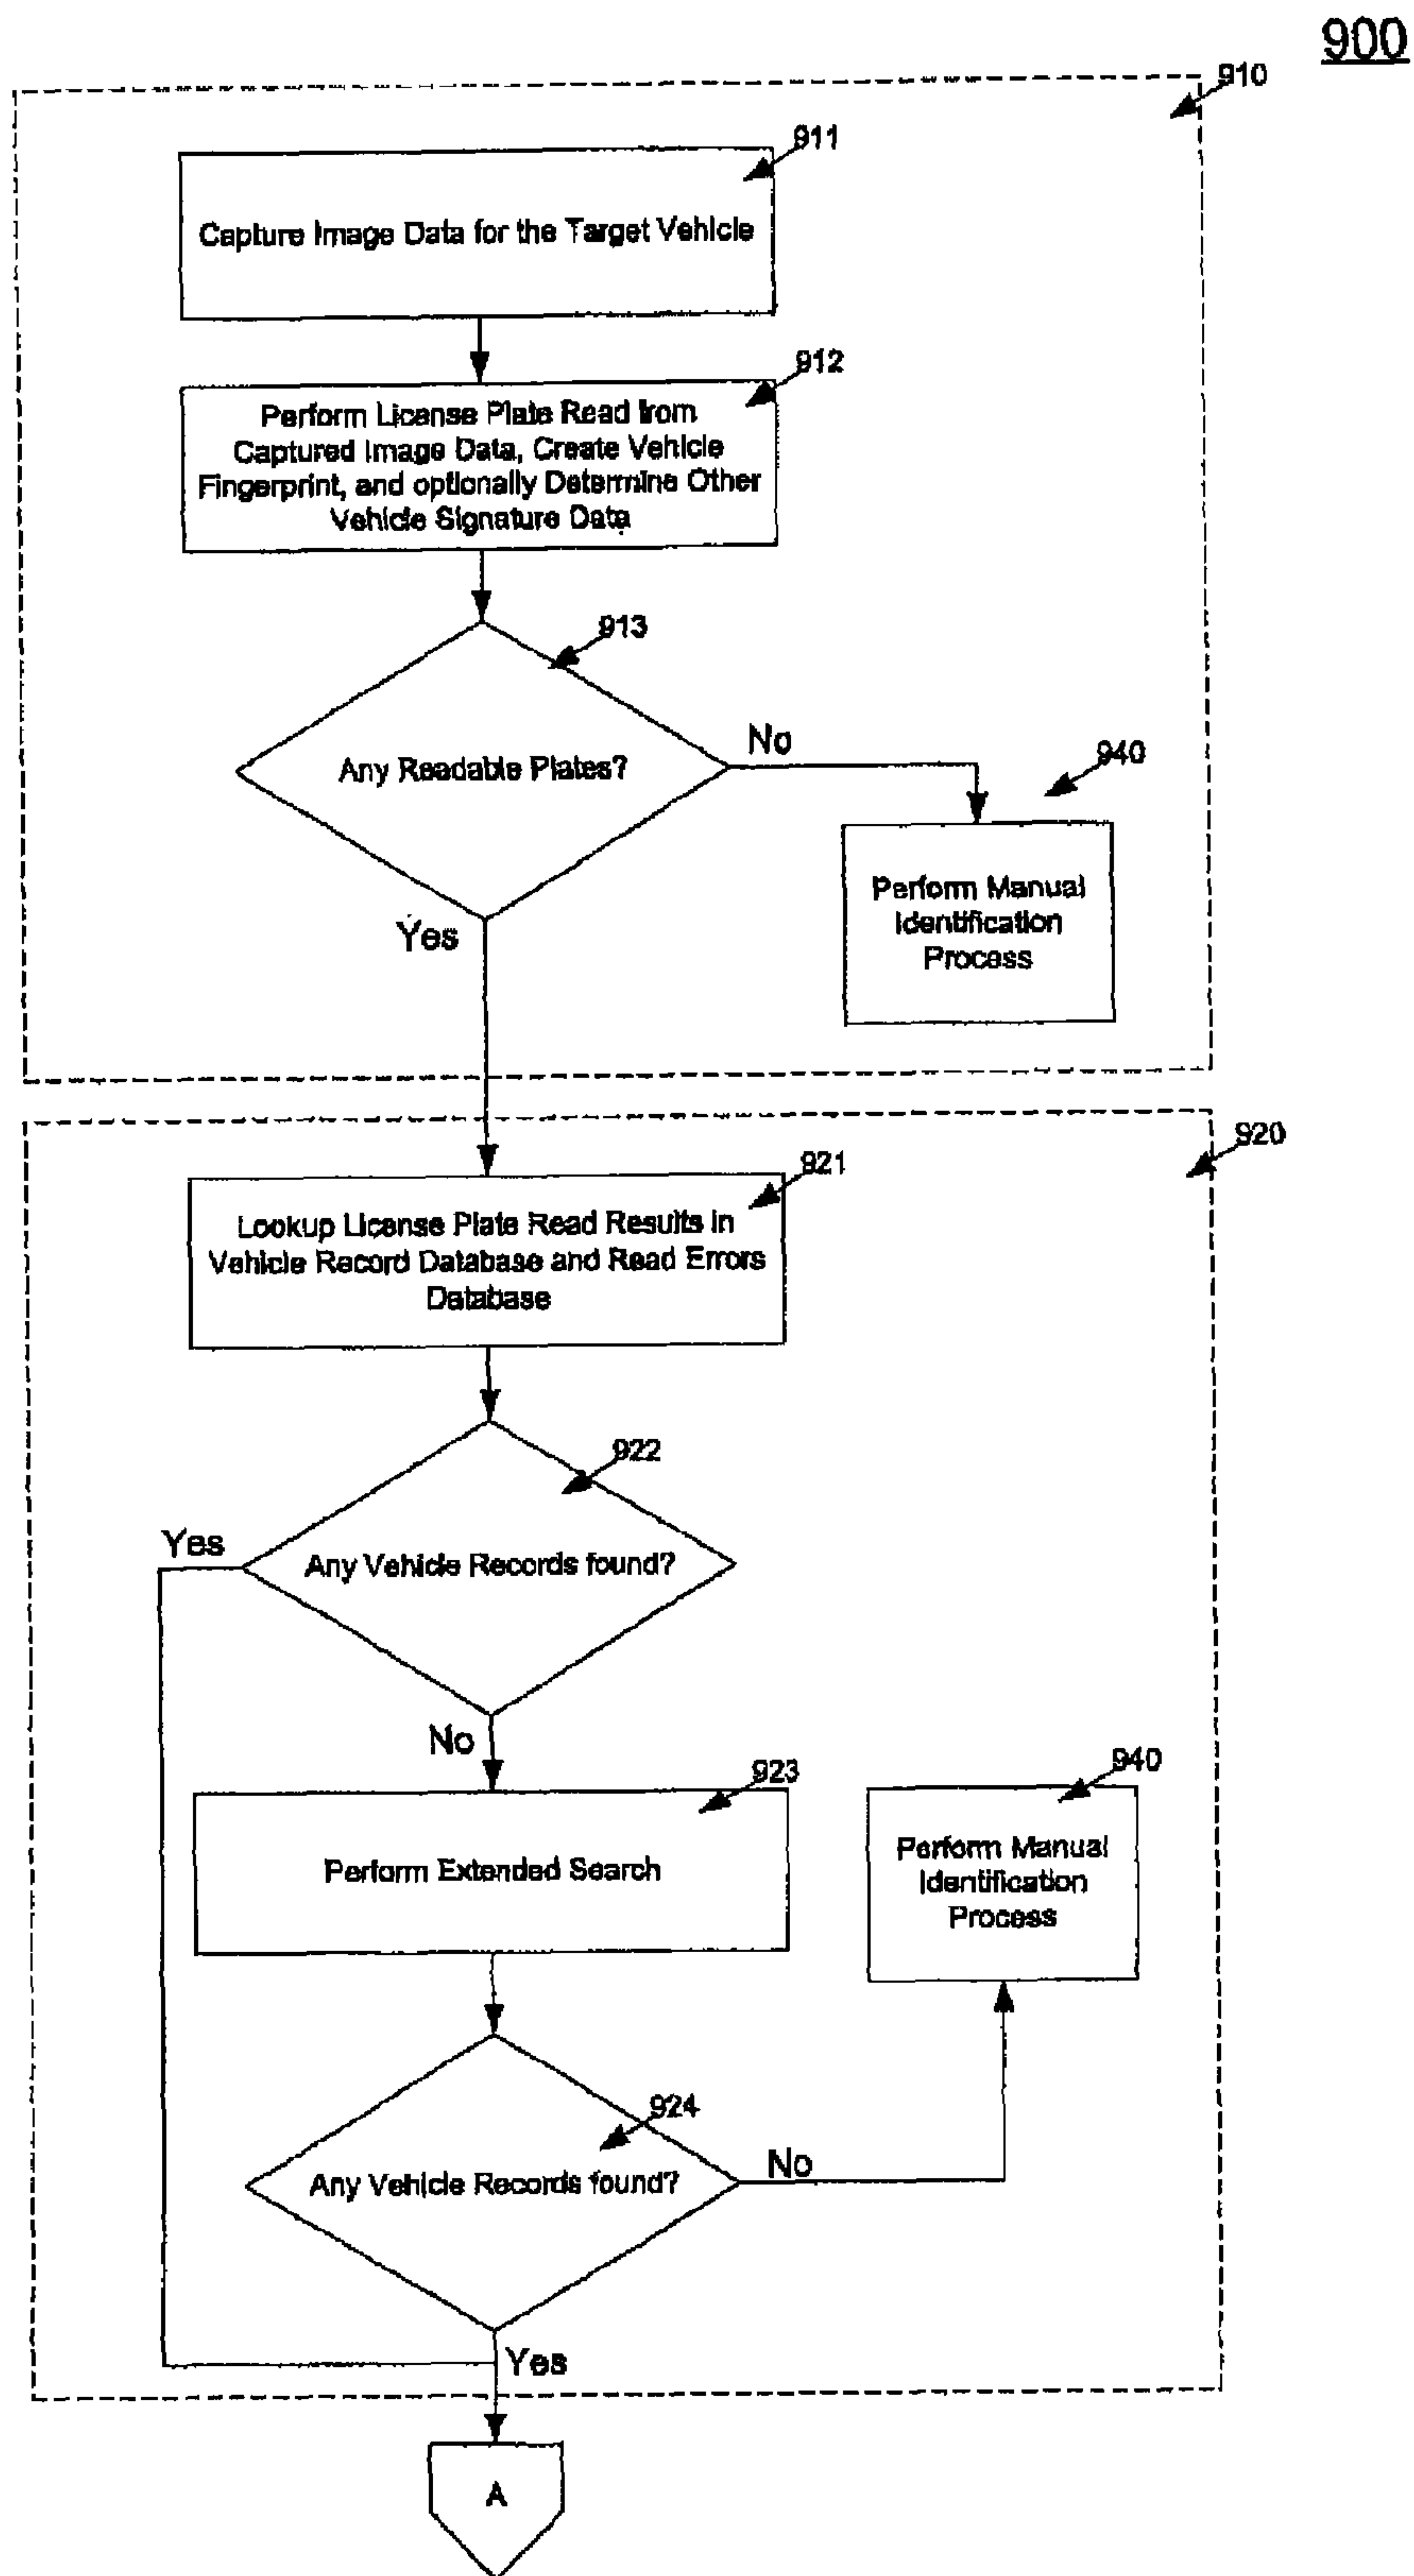 900
910
911
Capture Image Data for the Target Vehicle
912
Perform License Plate Read from
Captured Image Data, Create Vehicle
Fingerprint, and optionally Determine Other
Vehicle Signature Data
913
Any Readable Plates?
No
940
Perform Manual
Identification
Process
Yes
920
921
Lookup License Plate Read Results in
Vehicle Record Database and Read Errors
Database
922
Yes
Any Vehicle Records found?
No
923
Perform Extended Search
940
Perform Manual
Identification
Process
924
Any Vehicle Records found?
No
Yes
A